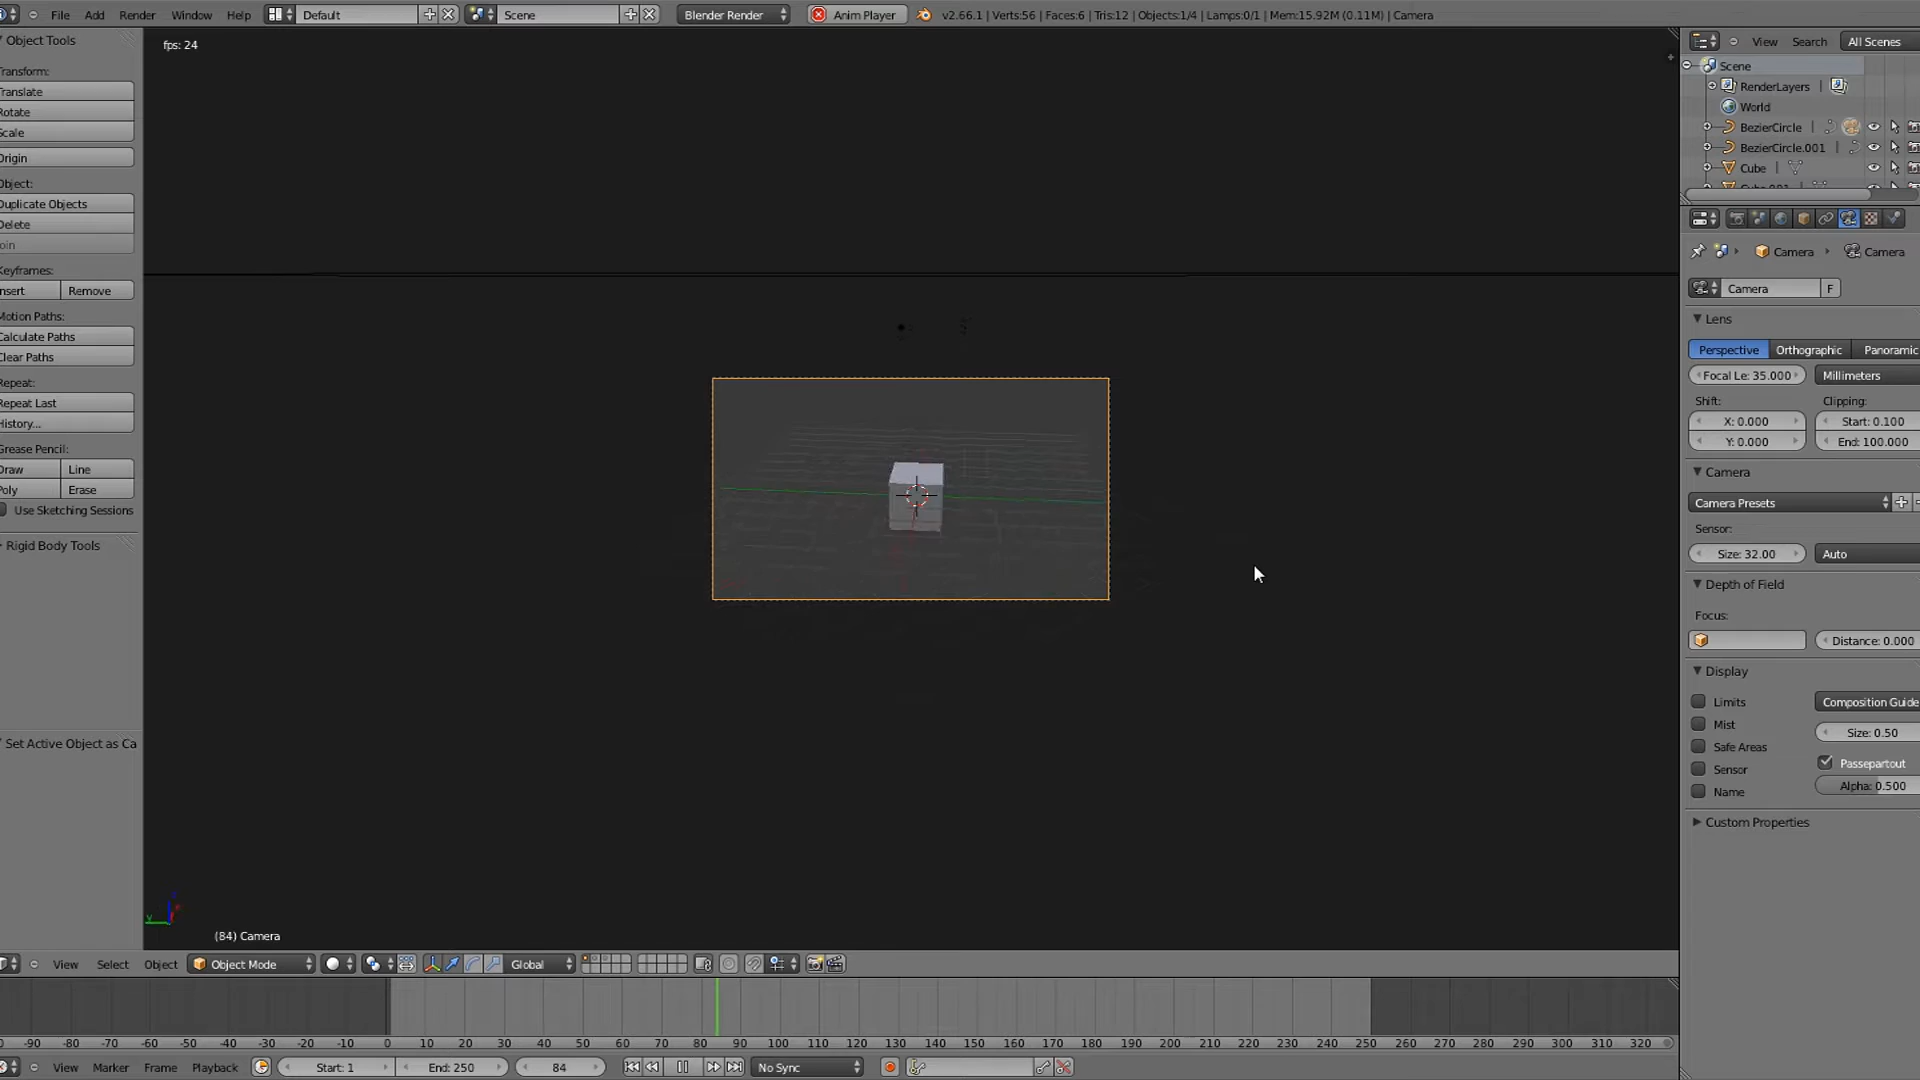 File Add Render Window Help Default Scene Blender Render Anim Player v2.66.1 | Verts:56 | Faces:6 | Tris:12 | Objects:1/4 | Lamps:0/1 | Mem:15.92M (0.11M) | Camera
Object Tools
fps: 24
Transform:
Translate
Rotate
Scale
Origin
Object:
Duplicate Objects
Delete
oin
Keyframes:
nsert Remove
Motion Paths:
Calculate Paths
Clear Paths
Repeat:
Repeat Last
History...
Grease Pencil:
Draw Line
Poly Erase
Use Sketching Sessions
Rigid Body Tools
Set Active Object as Ca
(84) Camera
View Search All Scenes
Scene
RenderLayers |
World
BezierCircle |
BezierCircle.001 |
Cube |
Camera Camera
Camera F
Lens
Perspective Orthographic Panoramic
Focal Le: 35.000 Millimeters
Shift: Clipping:
X: 0.000 Start: 0.100
Y: 0.000 End: 100.000
Camera
Camera Presets
Sensor:
Size: 32.00 Auto
Depth of Field
Focus:
Distance: 0.000
Display
Limits Composition Guide
Mist Size: 0.50
Safe Areas Passepartout
Sensor Alpha: 0.500
Name
Custom Properties
View Select Object Object Mode Global
-90 -80 -70 -60 -50 -40 -30 -20 -10 0 10 20 30 40 50 60 70 80 90 100 110 120 130 140 150 160 170 180 190 200 210 220 230 240 250 260 270 280 290 300 310 320
View Marker Frame Playback Start: 1 End: 250 84 No Sync